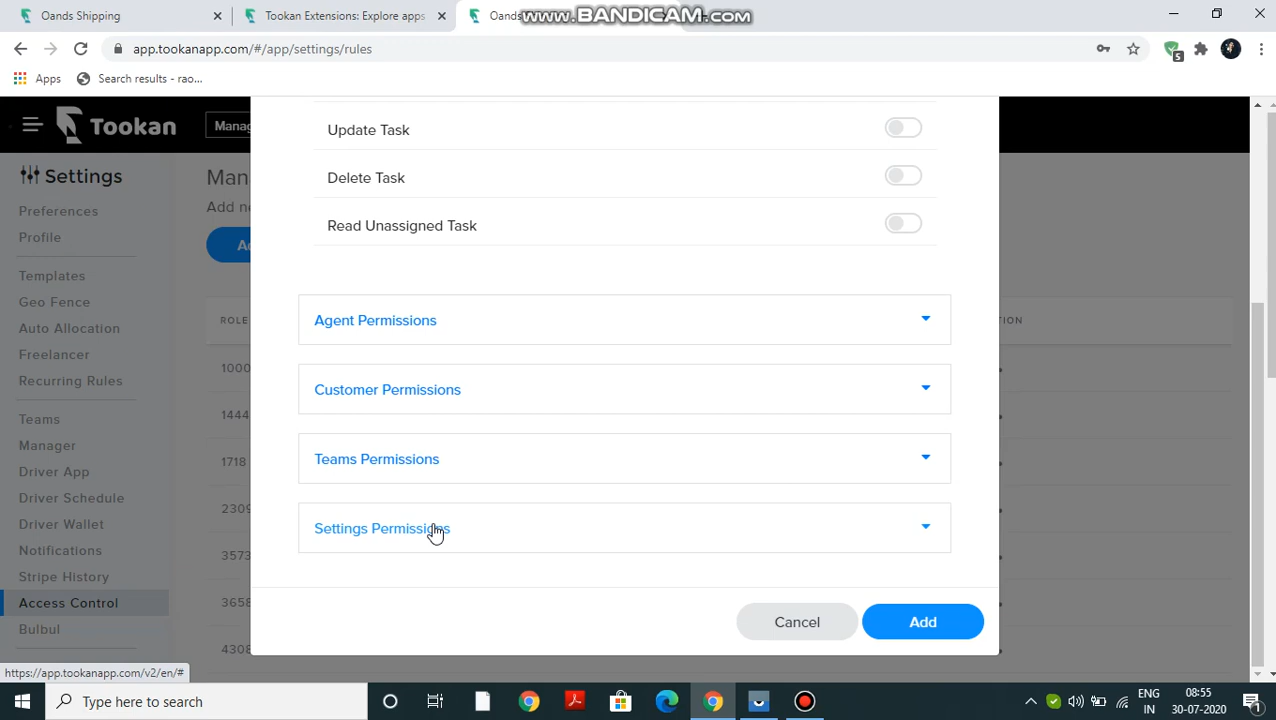 Oands Shipping
Tookan Extensions: Explore apps
Oands
www.BANDICAM.com
app.tookanapp.com/#/app/settings/rules
5
Apps
Search results - rao...
Tookan
Settings
Preferences
Profile
Templates
Geo Fence
Auto Allocation
Freelancer
Recurring Rules
Teams
Manager
Driver App
Driver Schedule
Driver Wallet
Notifications
Stripe History
Access Control
Bulbul
Add ne
ROLE
1000
1444
1718
2309
3573
3658
4308
Update Task
Delete Task
Read Unassigned Task
Agent Permissions
Customer Permissions
Teams Permissions
Settings Permissions
Cancel
Add
https://app.tookanapp.com/v2/en/#
Type here to search
ENG
IN
08:55
30-07-2020
1